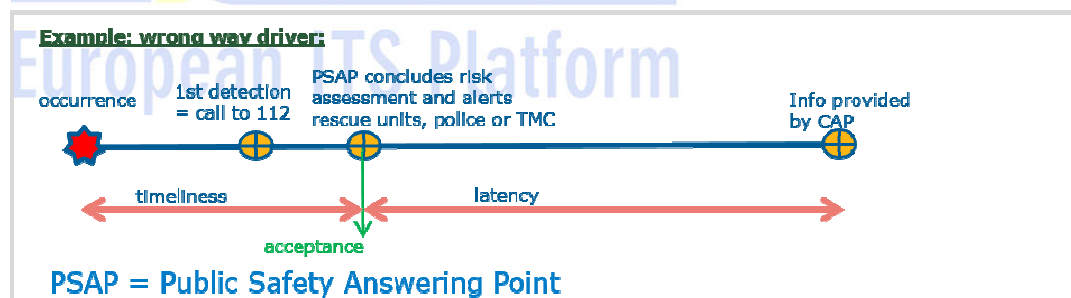 Example: wrong way driver:
European ITS Platform
occurrence
1st detection
= call to 112
PSAP concludes risk
assessment and alerts
rescue units, police or TMC
Info provided
by CAP
timeliness
latency
acceptance
PSAP = Public Safety Answering Point